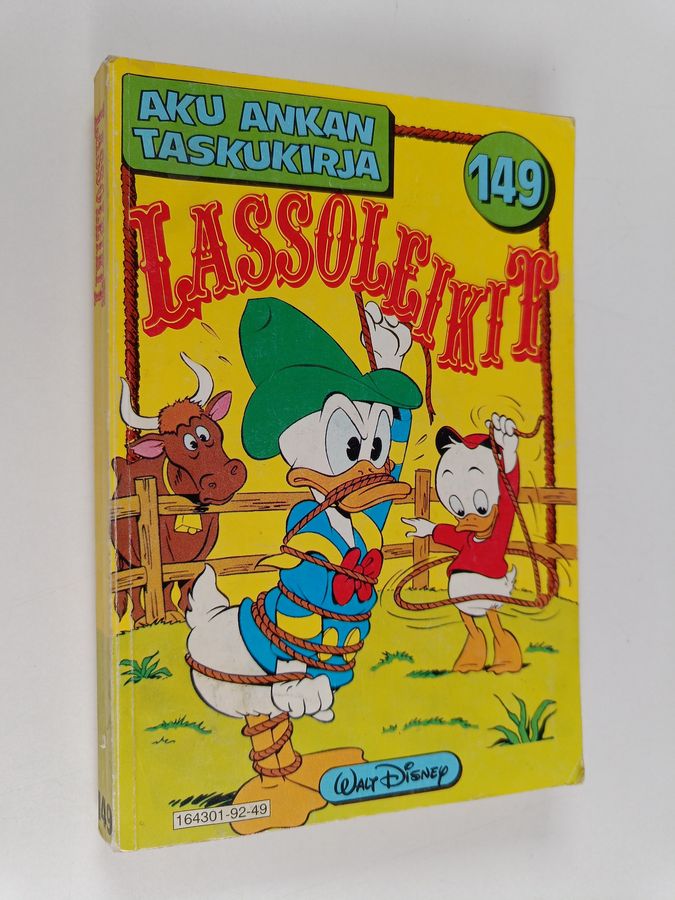 AKU ANKAN
TASKUKIRJA
149
LASSOLEIKIT
WALT DISNEY
164301-92-49
LASSOLEIKIT
149